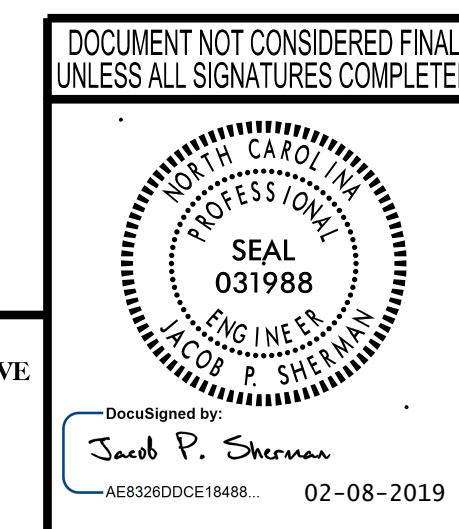 DOCUMENT NOT CONSIDERED FINAL
UNLESS ALL SIGNATURES COMPLETE
NORTH CAROLINA
PROFESSIONAL
SEAL
031988
ENGINEER
JACOB P. SHERMAN
VE
DocuSigned by:
Jacob P. Sherman
AE8326DDCE18488...
02-08-2019